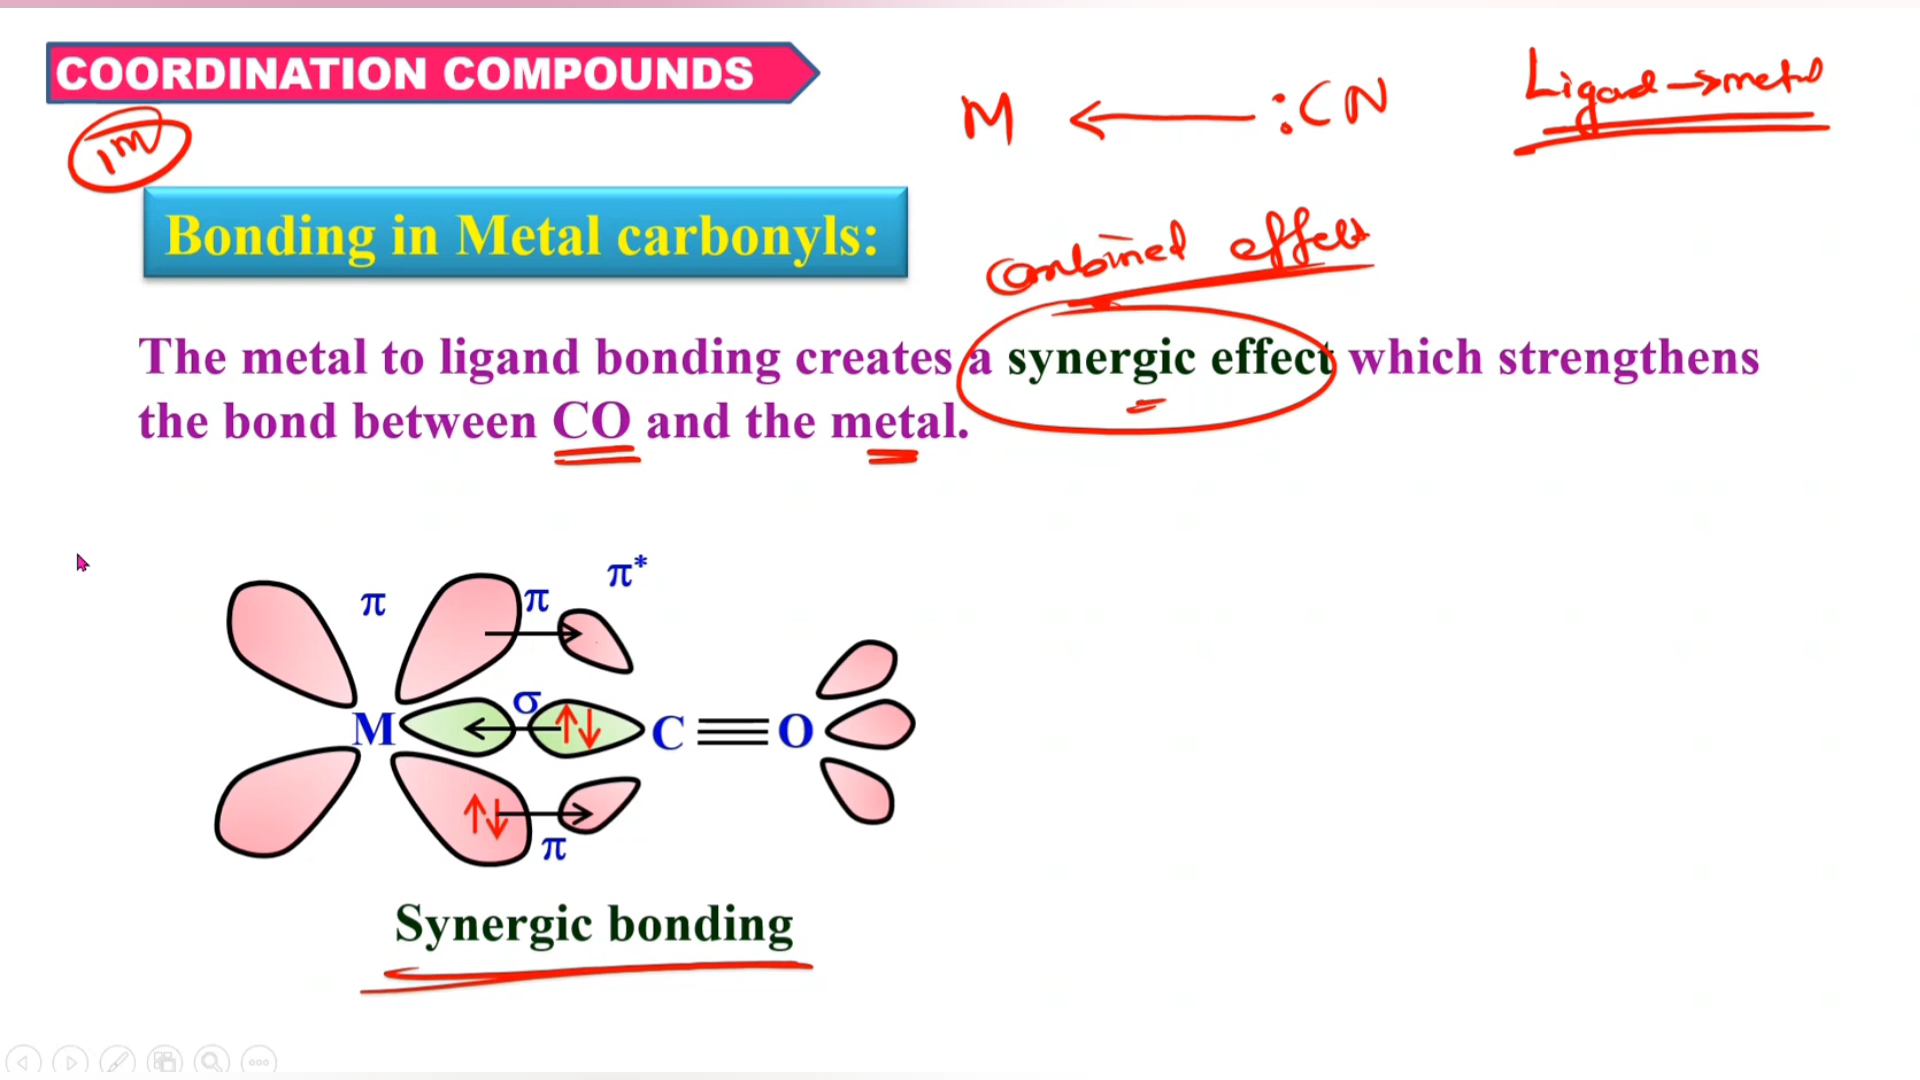 COORDINATION COMPOUNDS
1M
M ← :CN
Ligand → metal
Bonding in Metal carbonyls:
Combined effect
The metal to ligand bonding creates a synergic effect which strengthens
the bond between CO and the metal.
π*
π π
σ
M ↑↓ C≡O
↑↓
π
Synergic bonding